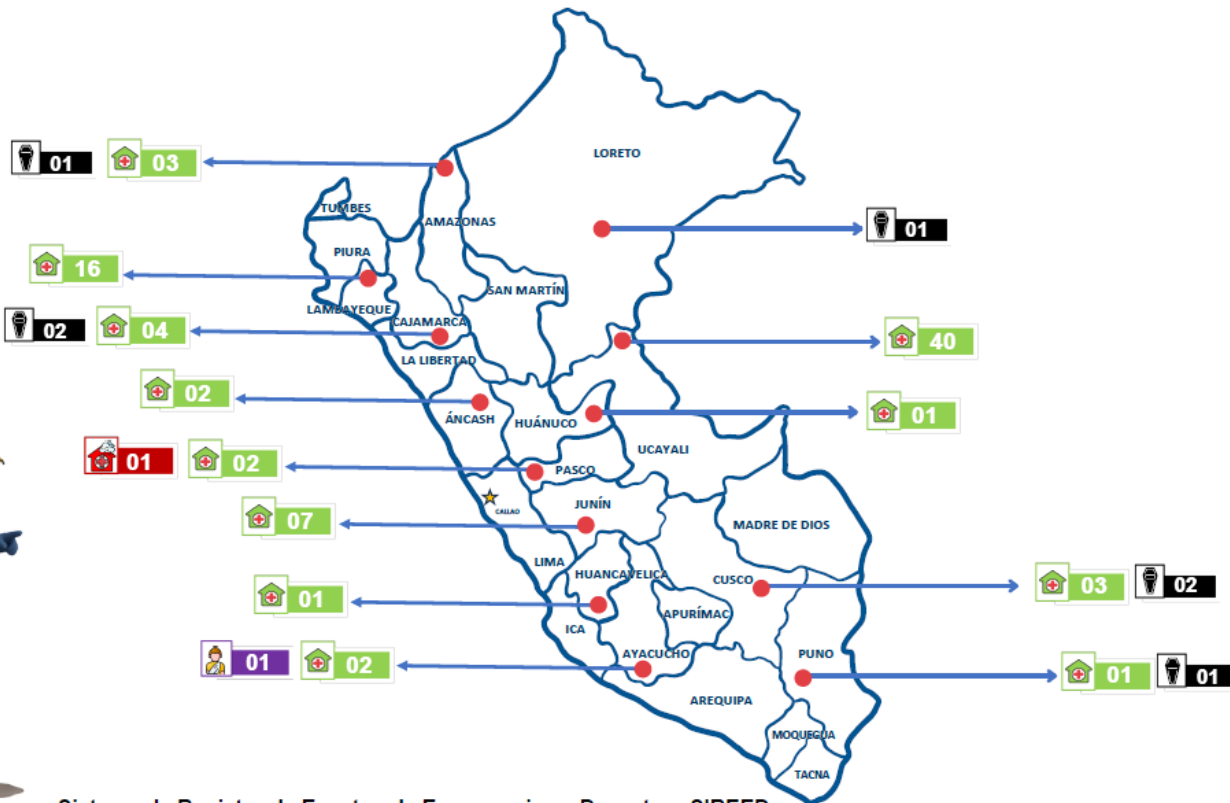 LORETO
01 03
TUMBES
AMAZONAS
01
PIURA
16
SAN MARTÍN
LAMBAYEQUE
CAJAMARCA
02 04
40
LA LIBERTAD
02
ÁNCASH
HUÁNUCO
01
UCAYALI
01 02
PASCO
JUNÍN
CALLAO
07
MADRE DE DIOS
LIMA
HUANCAVELICA
CUSCO
03 02
01
APURÍMAC
ICA
AYACUCHO
PUNO
01 02
01 01
AREQUIPA
MOQUEGUA
TACNA